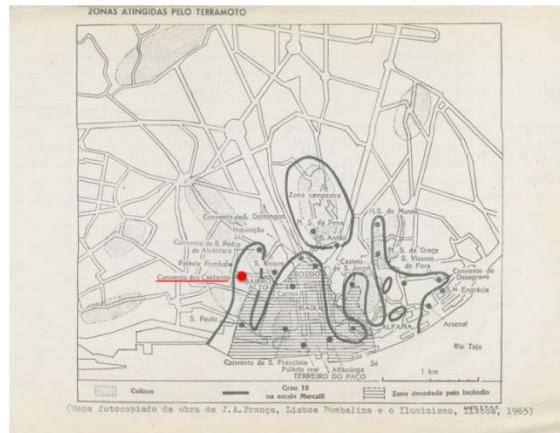 ZONAS ATINGIDAS PELO TERRAMOTO
Zona campestre
Convento de S. Domingos
N. S. da Pena
N.S. do Monte
Inquisição
S. Antão
Convento de S. Pedro
de Alcântara
N. S. da Graça
Palácio Pombal
S. Roque
ROSSIO
Castelo
de S. Jorge
S. Vicente
de Fora
Convento do
Desagravo
Convento dos Caetanos
BAIRRO
ALTO
Carmo
Sta Engrácia
BAIXA
S. Paulo
ALFAMA
Arsenal
Rio Tejo
Convento de S. Francisco
Sé
Palácio real
Alfândega
TERREIRO DO PAÇO
1 km
Colinas
Grau 10
na escala Mercalli
Zona devastada pelo Incêndio
(Mapa fotocopiado da obra de J.A.França, Lisboa Pombalina e o Iluminismo, Lisboa, 1965)